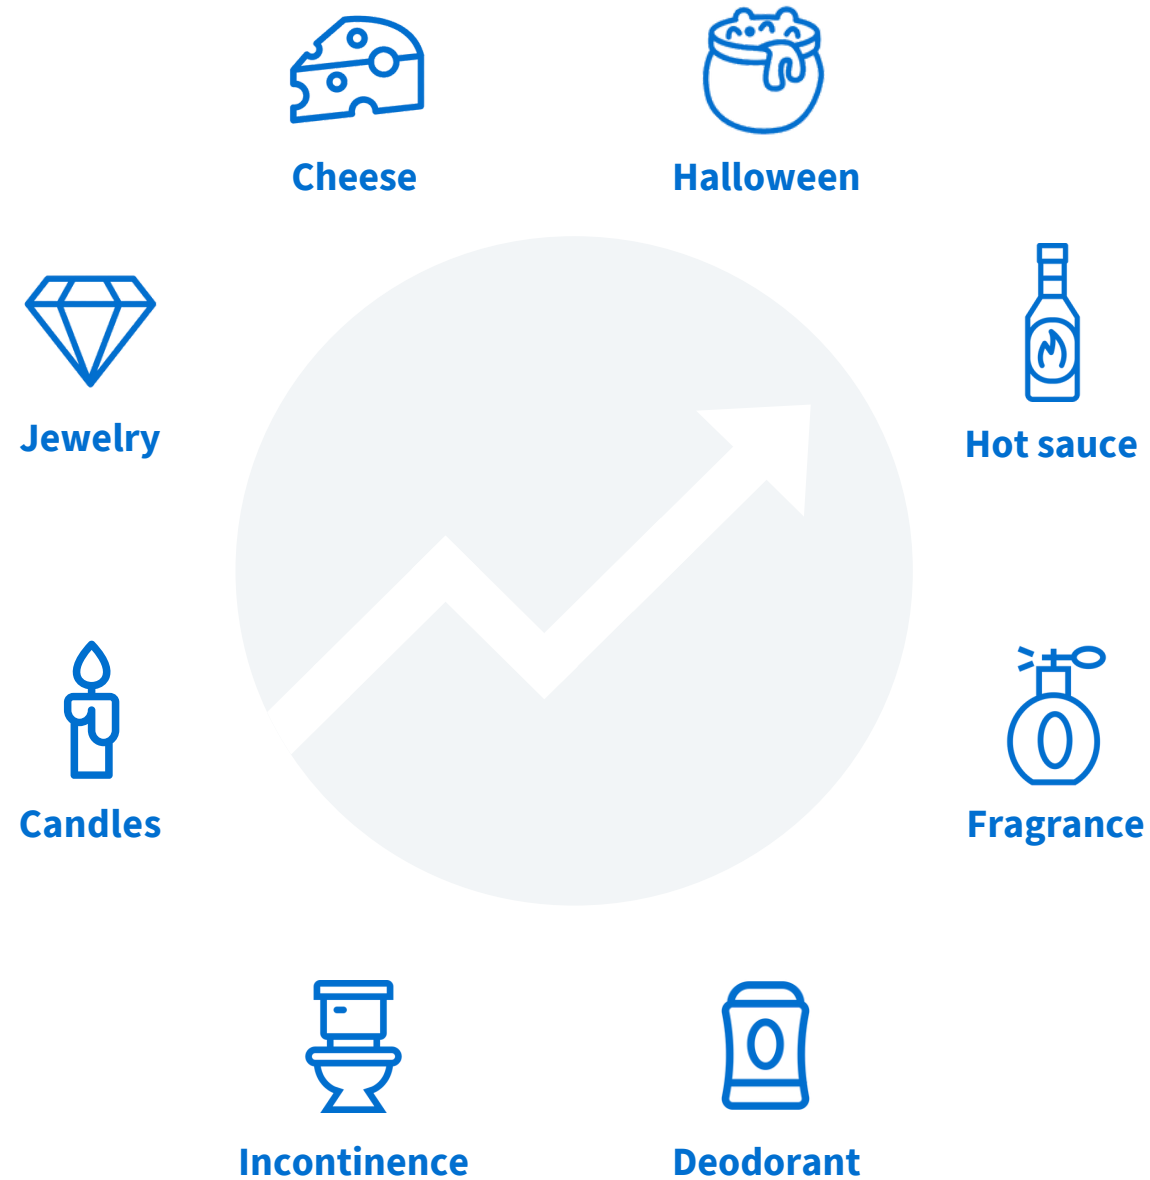 Cheese
Halloween
Jewelry
Hot sauce
Candles
Fragrance
Incontinence
Deodorant